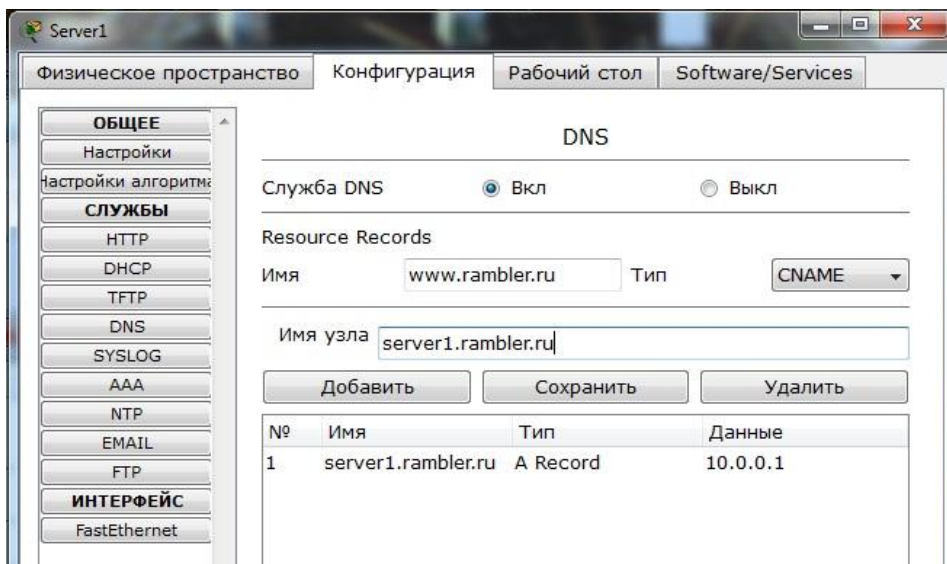 Server1
Физическое пространство Конфигурация Рабочий стол Software/Services
ОБЩЕЕ
Настройки
Настройки алгоритма
СЛУЖБЫ
HTTP
DHCP
TFTP
DNS
SYSLOG
AAA
NTP
EMAIL
FTP
ИНТЕРФЕЙС
FastEthernet
DNS
Служба DNS Вкл Выкл
Resource Records
Имя www.rambler.ru Тип CNAME
Имя узла server1.rambler.ru
Добавить Сохранить Удалить
№ Имя Тип Данные
1 server1.rambler.ru A Record 10.0.0.1